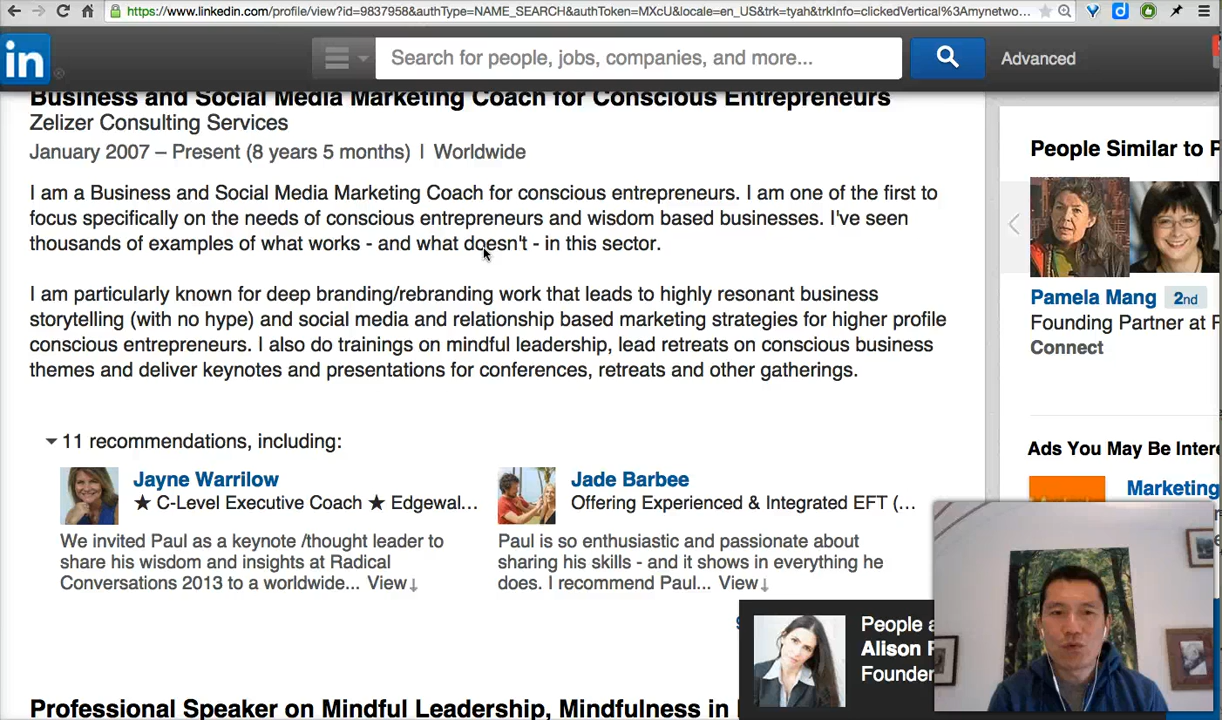 https://www.linkedin.com/profile/view?id=9837958&authType=NAME_SEARCH&authToken=MXcU&locale=en_US&trk=tyah&trkInfo=clickedVertical%3Amynetwo...
in
Search for people, jobs, companies, and more...
Advanced
Business and Social Media Marketing Coach for Conscious Entrepreneurs
Zelizer Consulting Services
January 2007 – Present (8 years 5 months) | Worldwide
I am a Business and Social Media Marketing Coach for conscious entrepreneurs. I am one of the first to
focus specifically on the needs of conscious entrepreneurs and wisdom based businesses. I've seen
thousands of examples of what works - and what doesn't - in this sector.
I am particularly known for deep branding/rebranding work that leads to highly resonant business
storytelling (with no hype) and social media and relationship based marketing strategies for higher profile
conscious entrepreneurs. I also do trainings on mindful leadership, lead retreats on conscious business
themes and deliver keynotes and presentations for conferences, retreats and other gatherings.
11 recommendations, including:
Jayne Warrilow
★ C-Level Executive Coach ★ Edgewal...
We invited Paul as a keynote /thought leader to
share his wisdom and insights at Radical
Conversations 2013 to a worldwide... View↓
Jade Barbee
Offering Experienced & Integrated EFT (...
Paul is so enthusiastic and passionate about
sharing his skills - and it shows in everything he
does. I recommend Paul... View↓
Professional Speaker on Mindful Leadership, Mindfulness in
People Similar to P
Pamela Mang 2nd
Founding Partner at
Connect
Ads You May Be Inter
Marketing
People a
Alison
Founder